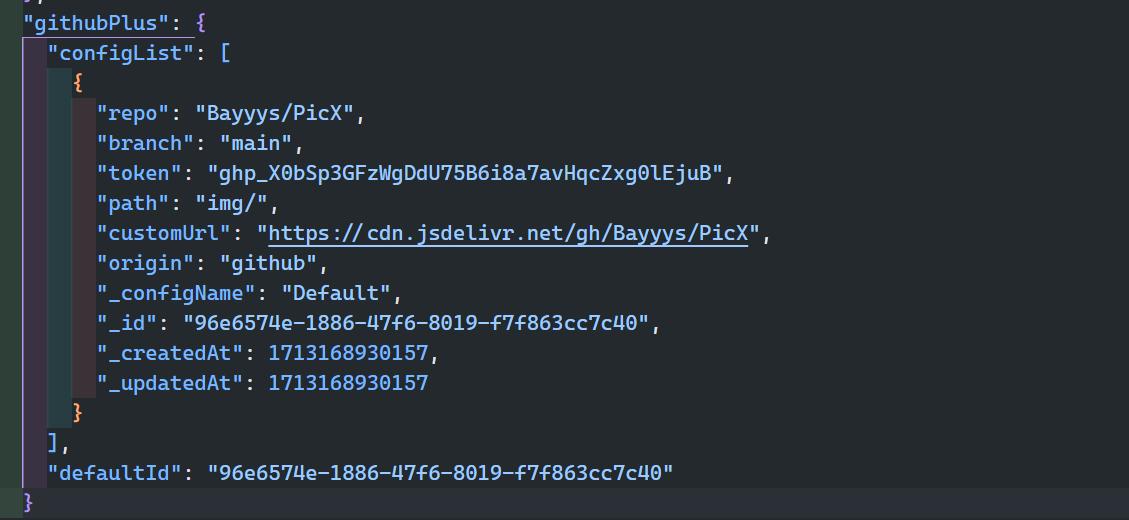 "githubPlus": {
"configList": [
{
"repo": "Bayyys/PicX",
"branch": "main",
"token": "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",
"path": "img/",
"customUrl": "https://cdn.jsdelivr.net/gh/Bayyys/PicX",
"origin": "github",
"_configName": "Default",
"_id": "96e6574e-1886-47f6-8019-f7f863cc7c40",
"_createdAt": 1713168930157,
"_updatedAt": 1713168930157
}
],
"defaultId": "96e6574e-1886-47f6-8019-f7f863cc7c40"
}